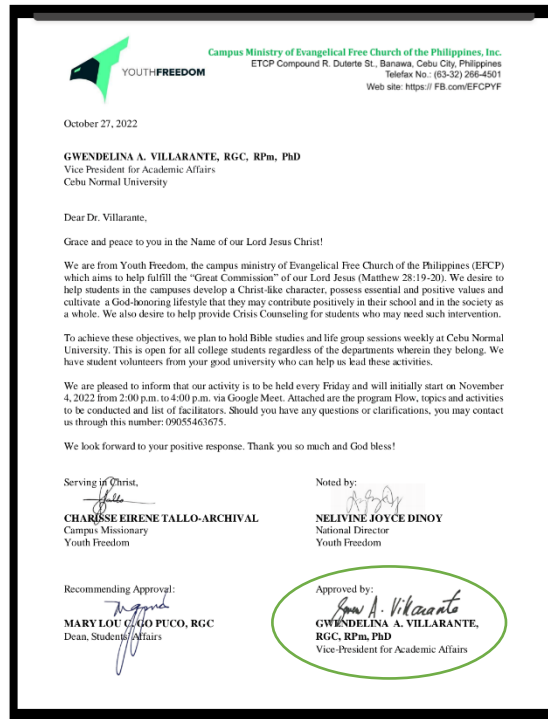 YOUTHFREEDOM
Campus Ministry of Evangelical Free Church of the Philippines, Inc.
ETCP Compound R. Duterte St., Banawa, Cebu City, Philippines
Telefax No.: (63-32) 266-4501
Web site: https:// FB.com/EFCPYF
October 27, 2022
GWENDELINA A. VILLARANTE, RGC, RPm, PhD
Vice President for Academic Affairs
Cebu Normal University
Dear Dr. Villarante,
Grace and peace to you in the Name of our Lord Jesus Christ!
We are from Youth Freedom, the campus ministry of Evangelical Free Church of the Philippines (EFCP)
which aims to help fulfill the “Great Commission” of our Lord Jesus (Matthew 28:19-20). We desire to
help students in the campuses develop a Christ-like character, possess essential and positive values and
cultivate a God-honoring lifestyle that they may contribute positively in their school and in the society as
a whole. We also desire to help provide Crisis Counseling for students who may need such intervention.
To achieve these objectives, we plan to hold Bible studies and life group sessions weekly at Cebu Normal
University. This is open for all college students regardless of the departments wherein they belong. We
have student volunteers from your good university who can help us lead these activities.
We are pleased to inform that our activity is to be held every Friday and will initially start on November
4, 2022 from 2:00 p.m. to 4:00 p.m. via Google Meet. Attached are the program Flow, topics and activities
to be conducted and list of facilitators. Should you have any questions or clarifications, you may contact
us through this number: 09055463675.
We look forward to your positive response. Thank you so much and God bless!
Serving in Christ,
CHARISSE EIRENE TALLO-ARCHIVAL
Campus Missionary
Youth Freedom
Noted by:
NELIVINE JOYCE DINOY
National Director
Youth Freedom
Recommending Approval:
MARY LOU C. GO PUCO, RGC
Dean, Students' Affairs
Approved by:
A. Villarante
GWENDELINA A. VILLARANTE,
RGC, RPm, PhD
Vice-President for Academic Affairs